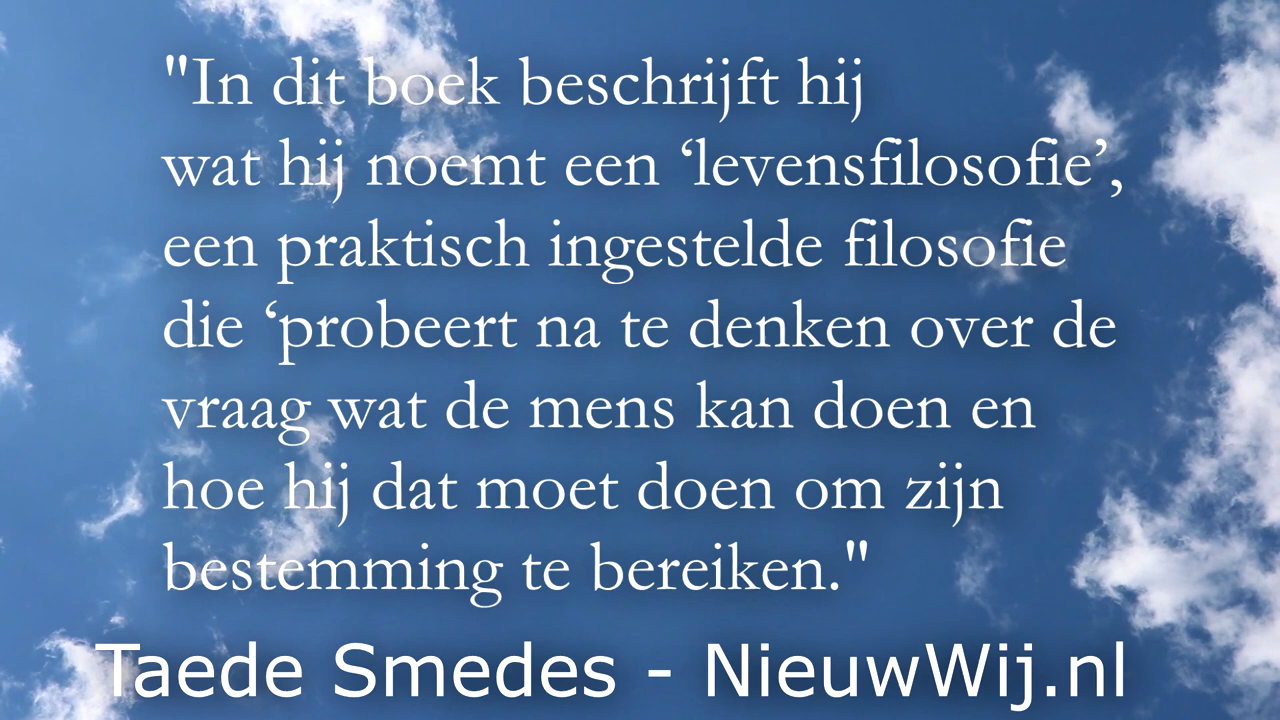 "In dit boek beschrijft hij
wat hij noemt een ‘levensfilosofie’,
een praktisch ingestelde filosofie
die ‘probeert na te denken over de
vraag wat de mens kan doen en
hoe hij dat moet doen om zijn
bestemming te bereiken."
Taede Smedes - NieuwWij.nl